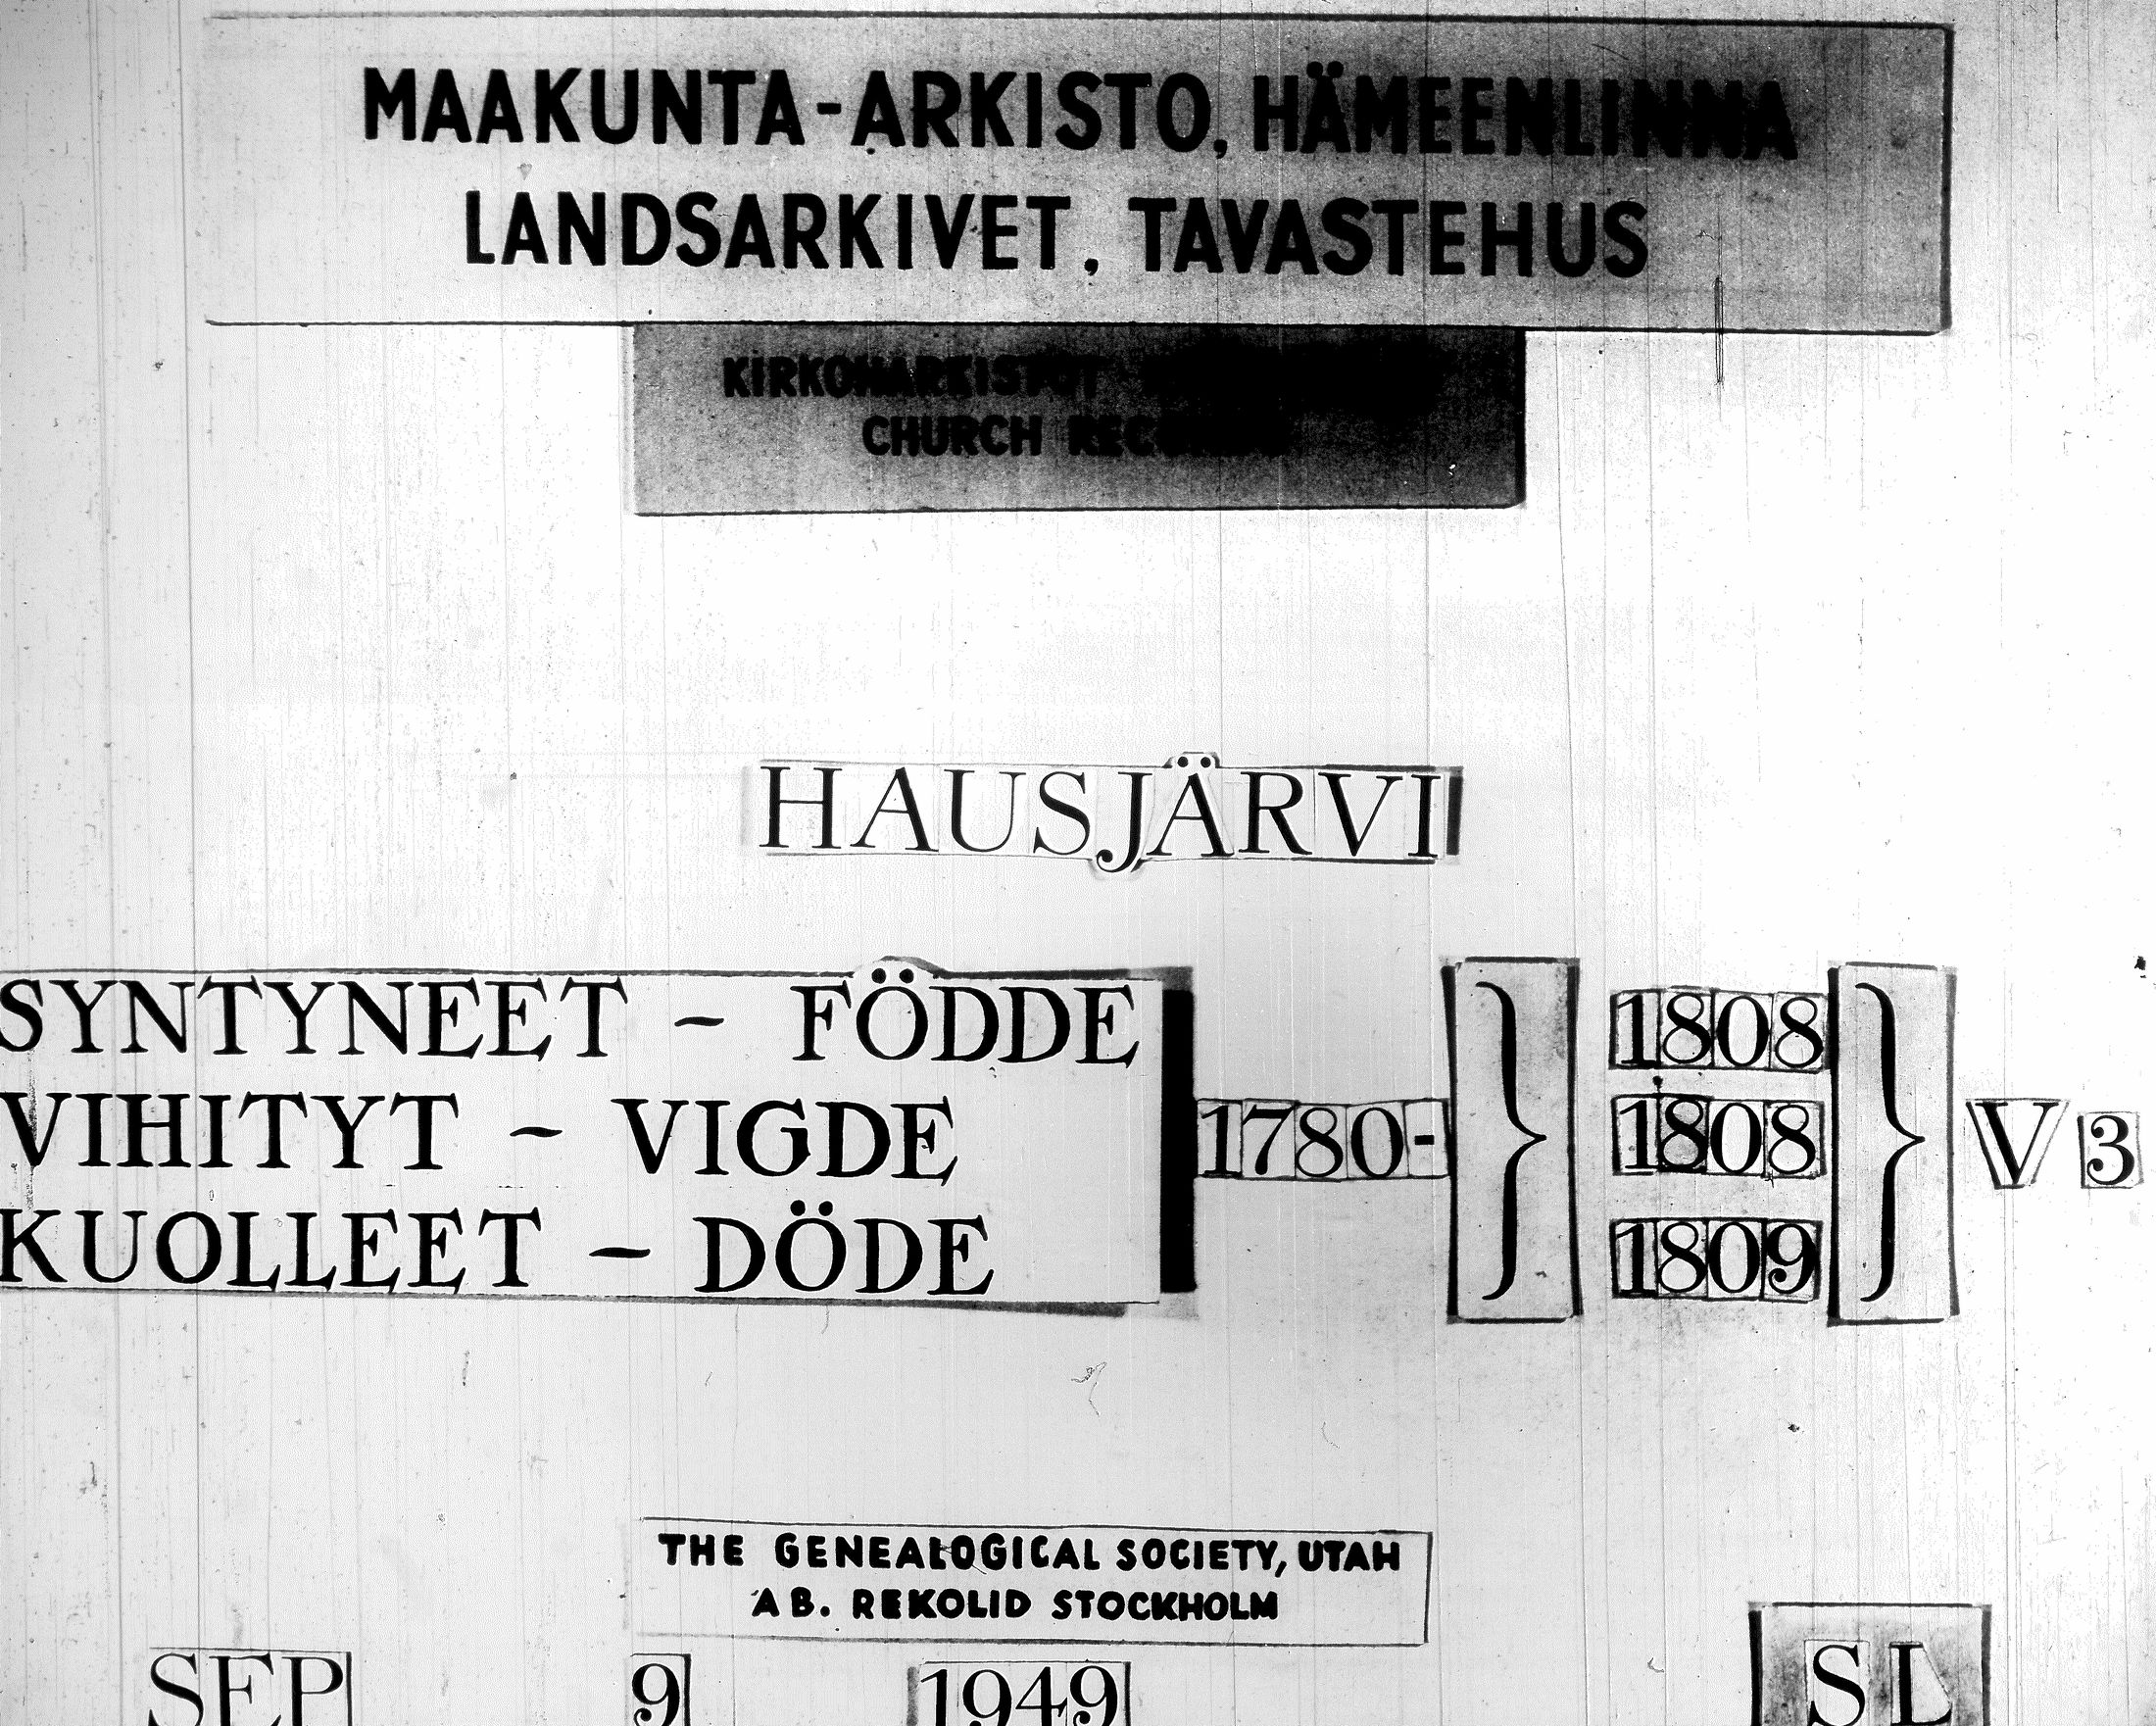 MAAKUNTA-ARKISTO, HÄMEENLINNA
LANDSARKIVET, TAVASTEHUS
KIRKONARKISTOT -
CHURCH RECORDS
HAUSJÄRVI
SYNTYNEET - FÖDDE
VIHITYT - VIGDE
KUOLLEET - DÖDE
1780- }
1808
1808
1809
} V 3
THE GENEALOGICAL SOCIETY, UTAH
AB. REKOLID STOCKHOLM
SEP 9 1949 SL